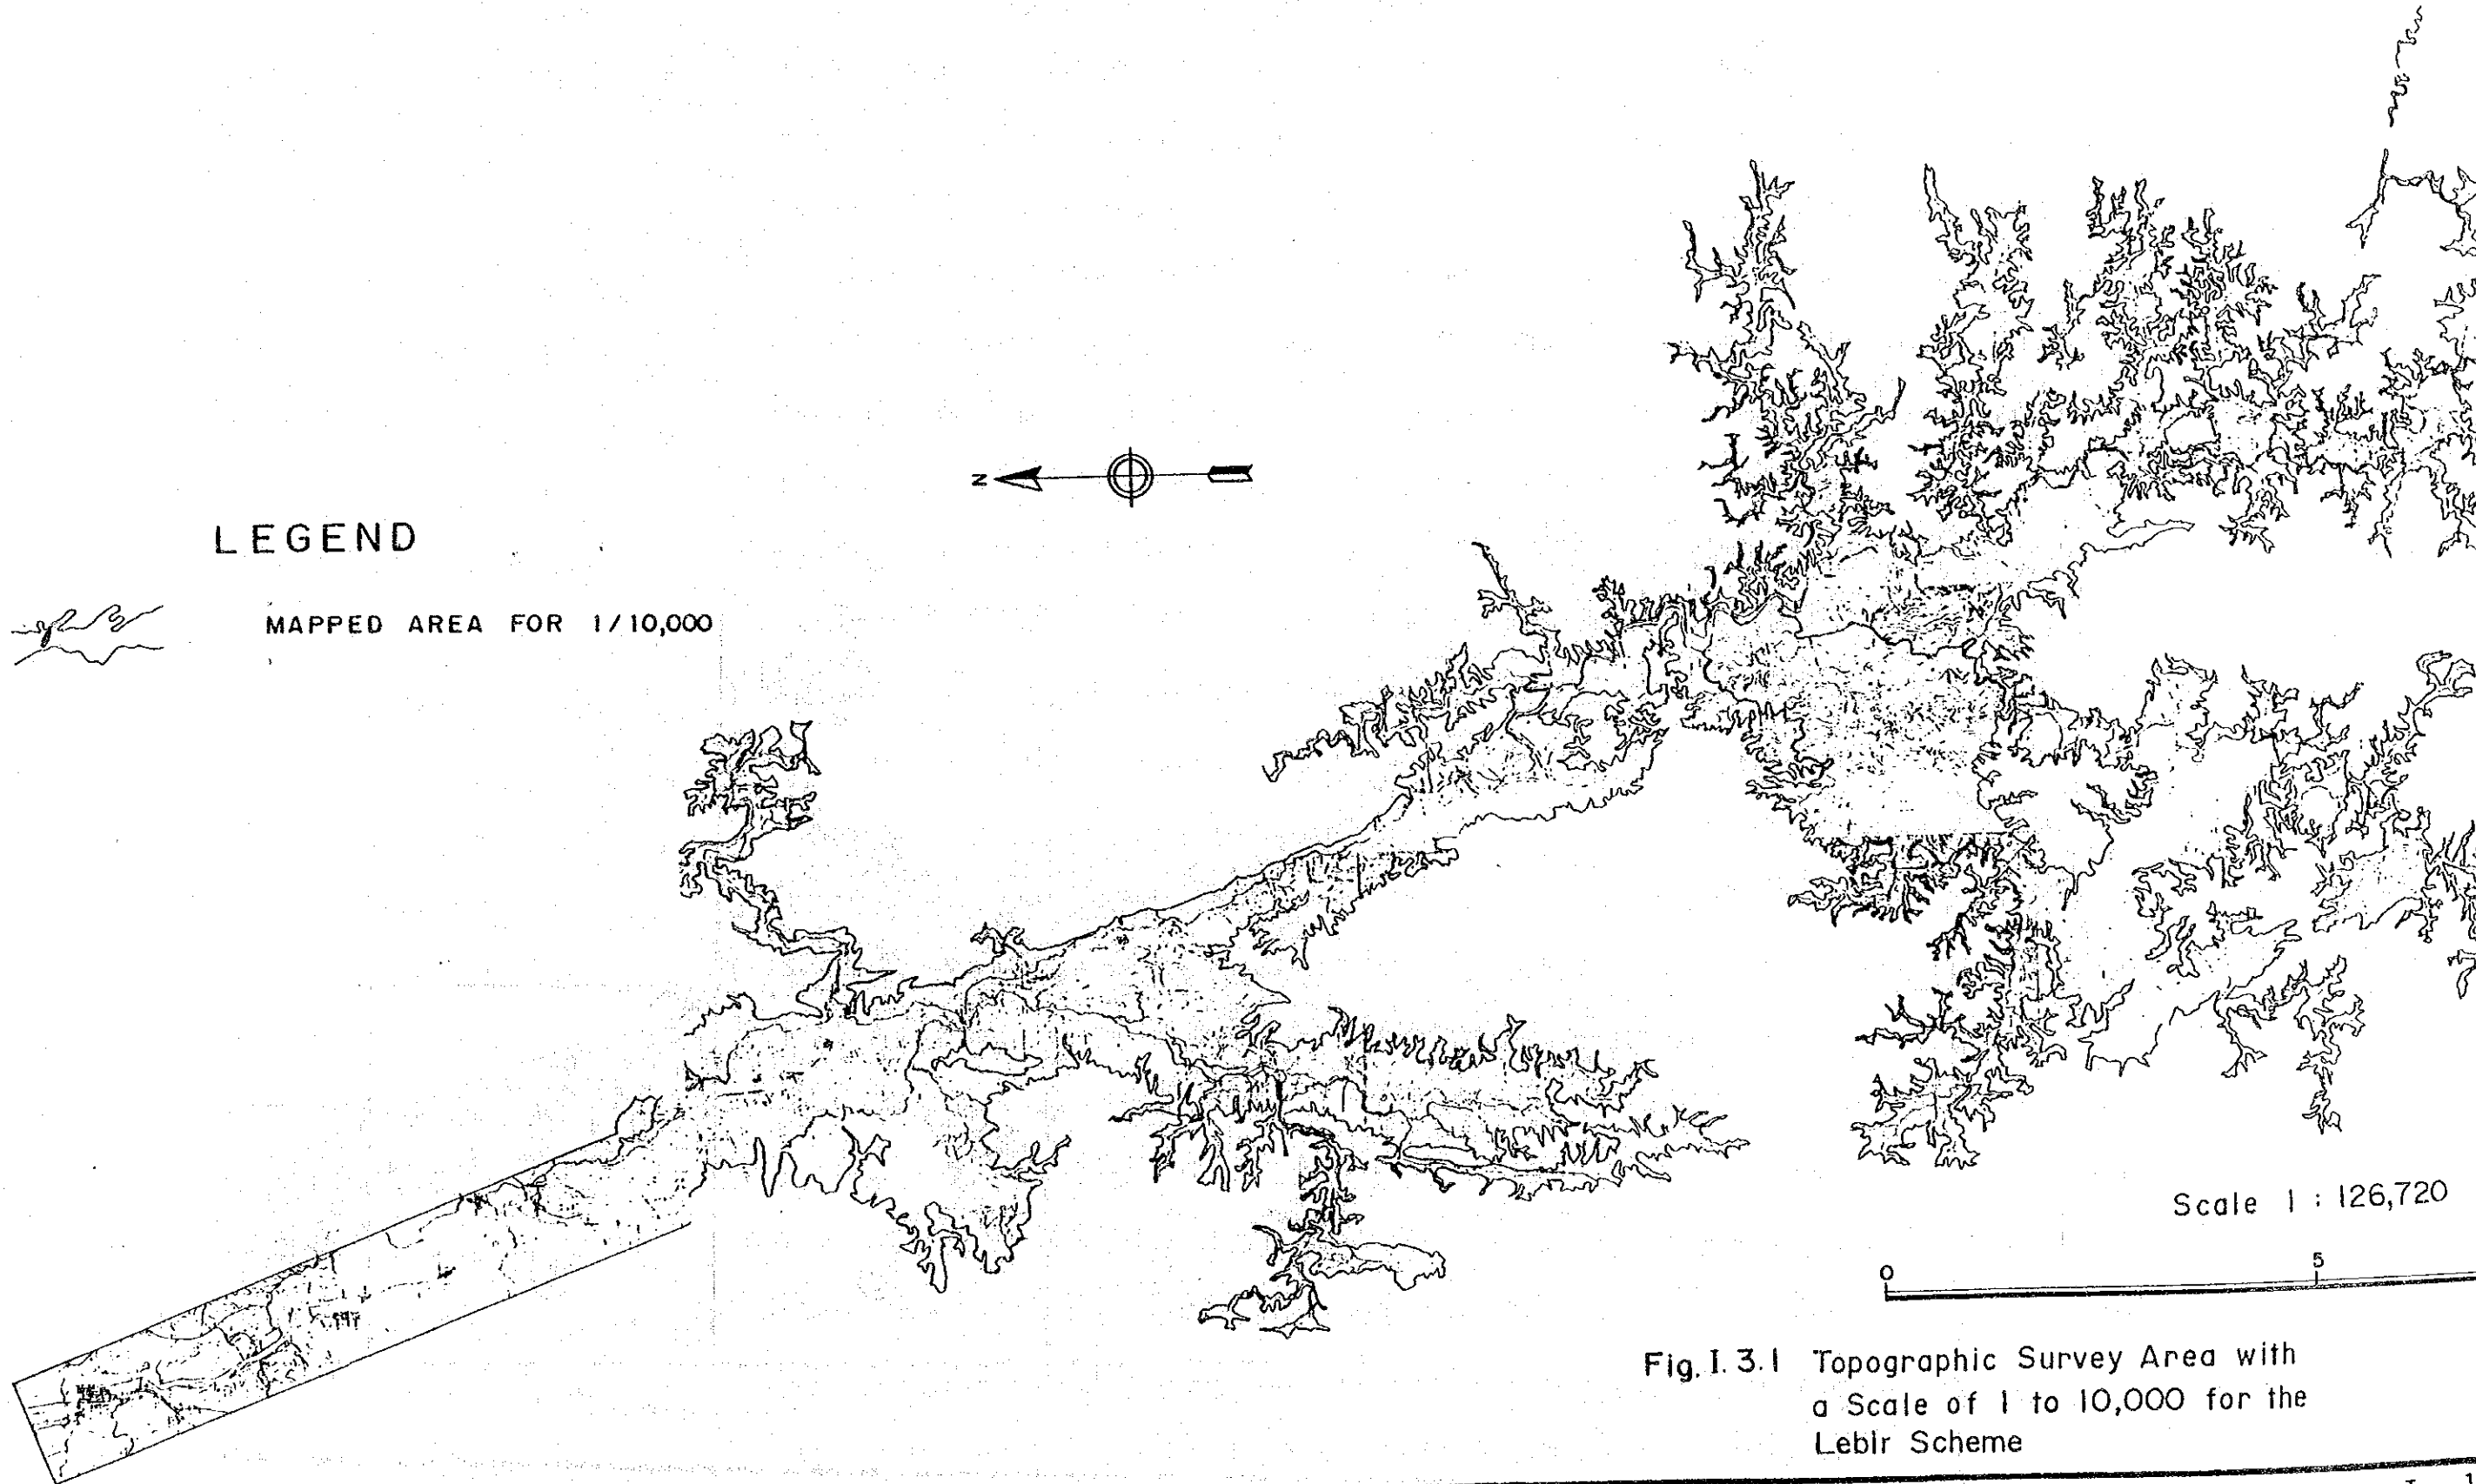 N
LEGEND
MAPPED AREA FOR 1/10,000
Scale 1 : 126,720
0 5
Fig. I. 3.1 Topographic Survey Area with
a Scale of 1 to 10,000 for the
Lebir Scheme